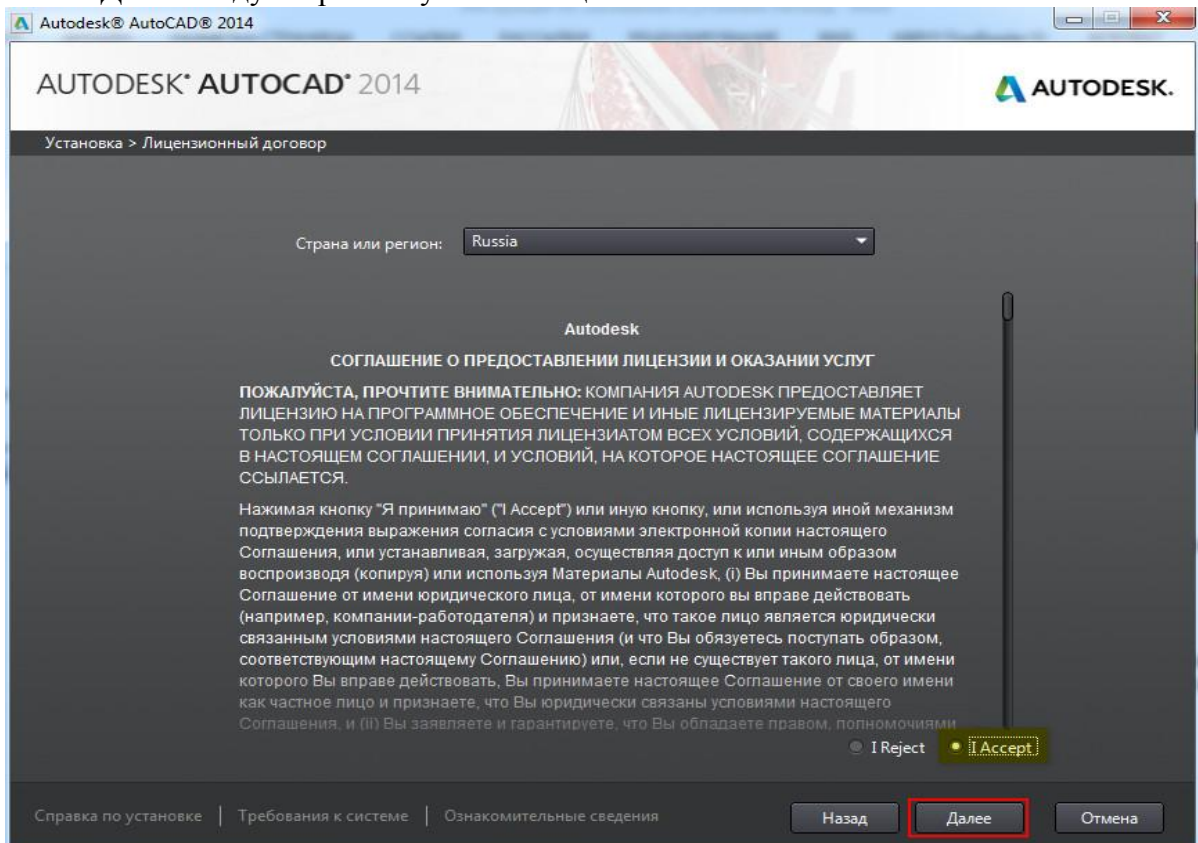 Autodesk® AutoCAD® 2014
AUTODESK® AUTOCAD® 2014
AUTODESK.
Установка > Лицензионный договор
Страна или регион: Russia
Autodesk
СОГЛАШЕНИЕ О ПРЕДОСТАВЛЕНИИ ЛИЦЕНЗИИ И ОКАЗАНИИ УСЛУГ
ПОЖАЛУЙСТА, ПРОЧТИТЕ ВНИМАТЕЛЬНО: КОМПАНИЯ AUTODESK ПРЕДОСТАВЛЯЕТ
ЛИЦЕНЗИЮ НА ПРОГРАММНОЕ ОБЕСПЕЧЕНИЕ И ИНЫЕ ЛИЦЕНЗИРУЕМЫЕ МАТЕРИАЛЫ
ТОЛЬКО ПРИ УСЛОВИИ ПРИНЯТИЯ ЛИЦЕНЗИАТОМ ВСЕХ УСЛОВИЙ, СОДЕРЖАЩИХСЯ
В НАСТОЯЩЕМ СОГЛАШЕНИИ, И УСЛОВИЙ, НА КОТОРОЕ НАСТОЯЩЕЕ СОГЛАШЕНИЕ
ССЫЛАЕТСЯ.
Нажимая кнопку "Я принимаю" ("I Accept") или иную кнопку, или используя иной механизм
подтверждения выражения согласия с условиями электронной копии настоящего
Соглашения, или устанавливая, загружая, осуществляя доступ к или иным образом
воспроизводя (копируя) или используя Материалы Autodesk, (i) Вы принимаете настоящее
Соглашение от имени юридического лица, от имени которого вы вправе действовать
(например, компании-работодателя) и признаете, что такое лицо является юридически
связанным условиями настоящего Соглашения (и что Вы обязуетесь поступать образом,
соответствующим настоящему Соглашению) или, если не существует такого лица, от имени
которого Вы вправе действовать, Вы принимаете настоящее Соглашение от своего имени
как частное лицо и признаете, что Вы юридически связаны условиями настоящего
Соглашения, и (ii) Вы заявляете и гарантируете, что Вы обладаете правом, полномочиями
I Reject I Accept
Справка по установке | Требования к системе | Ознакомительные сведения Назад Далее Отмена